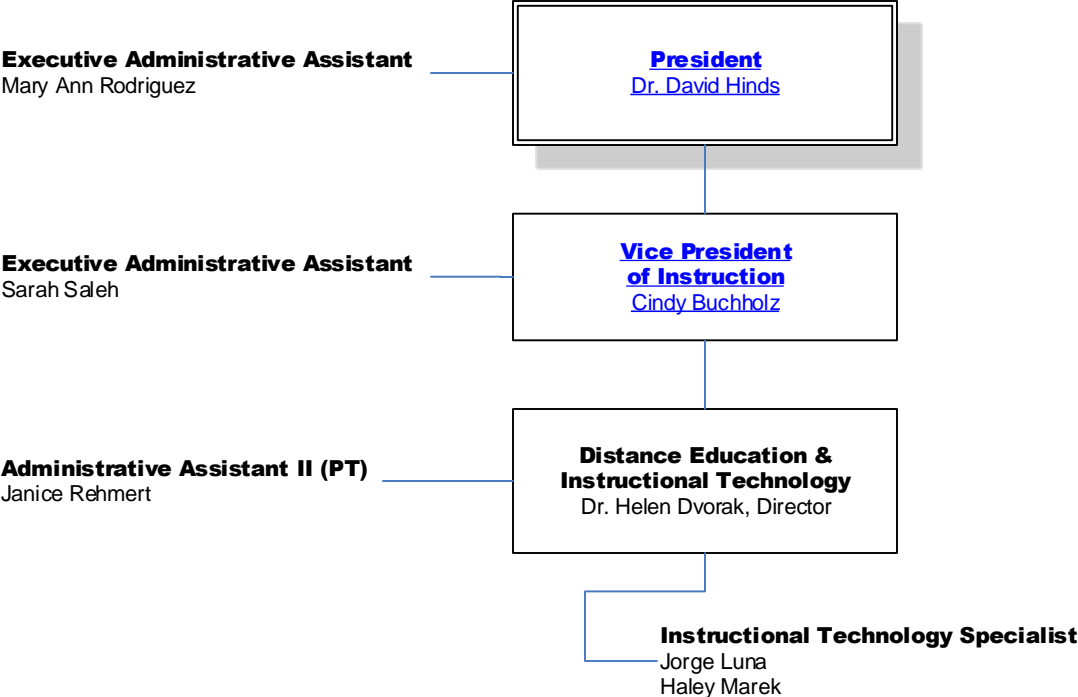 Executive Administrative Assistant
Mary Ann Rodriguez
President
Dr. David Hinds
Executive Administrative Assistant
Sarah Saleh
Vice President
of Instruction
Cindy Buchholz
Administrative Assistant II (PT)
Janice Rehmert
Distance Education &
Instructional Technology
Dr. Helen Dvorak, Director
Instructional Technology Specialist
Jorge Luna
Haley Marek